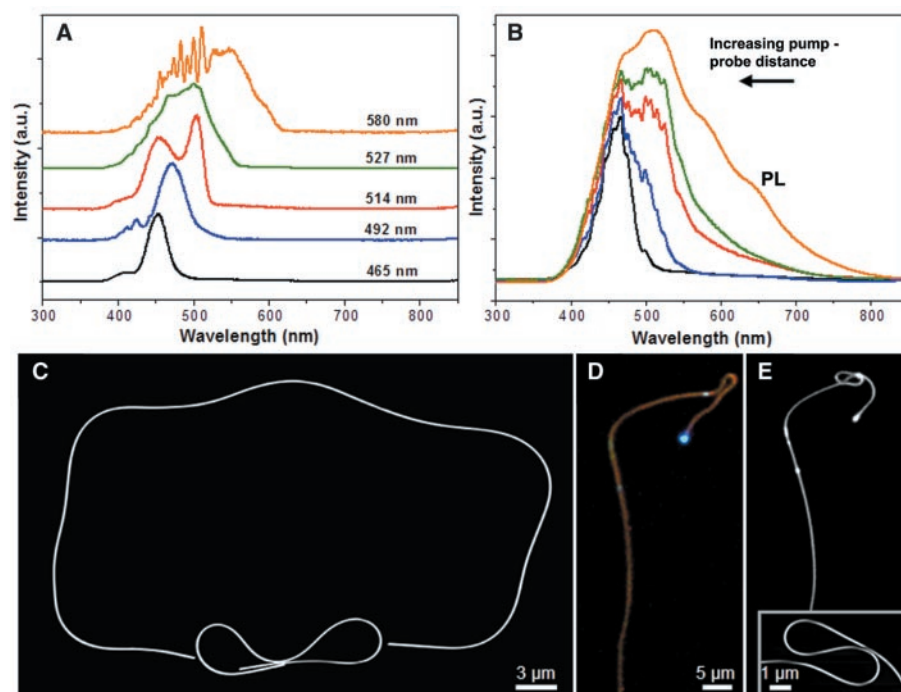 A
Intensity (a.u.)
580 nm
527 nm
514 nm
492 nm
465 nm
300 400 500 600 700 800
Wavelength (nm)
B
Intensity (a.u.)
Increasing pump -
probe distance
PL
300 400 500 600 700 800
Wavelength (nm)
C
3 µm
D
5 µm
E
1 µm